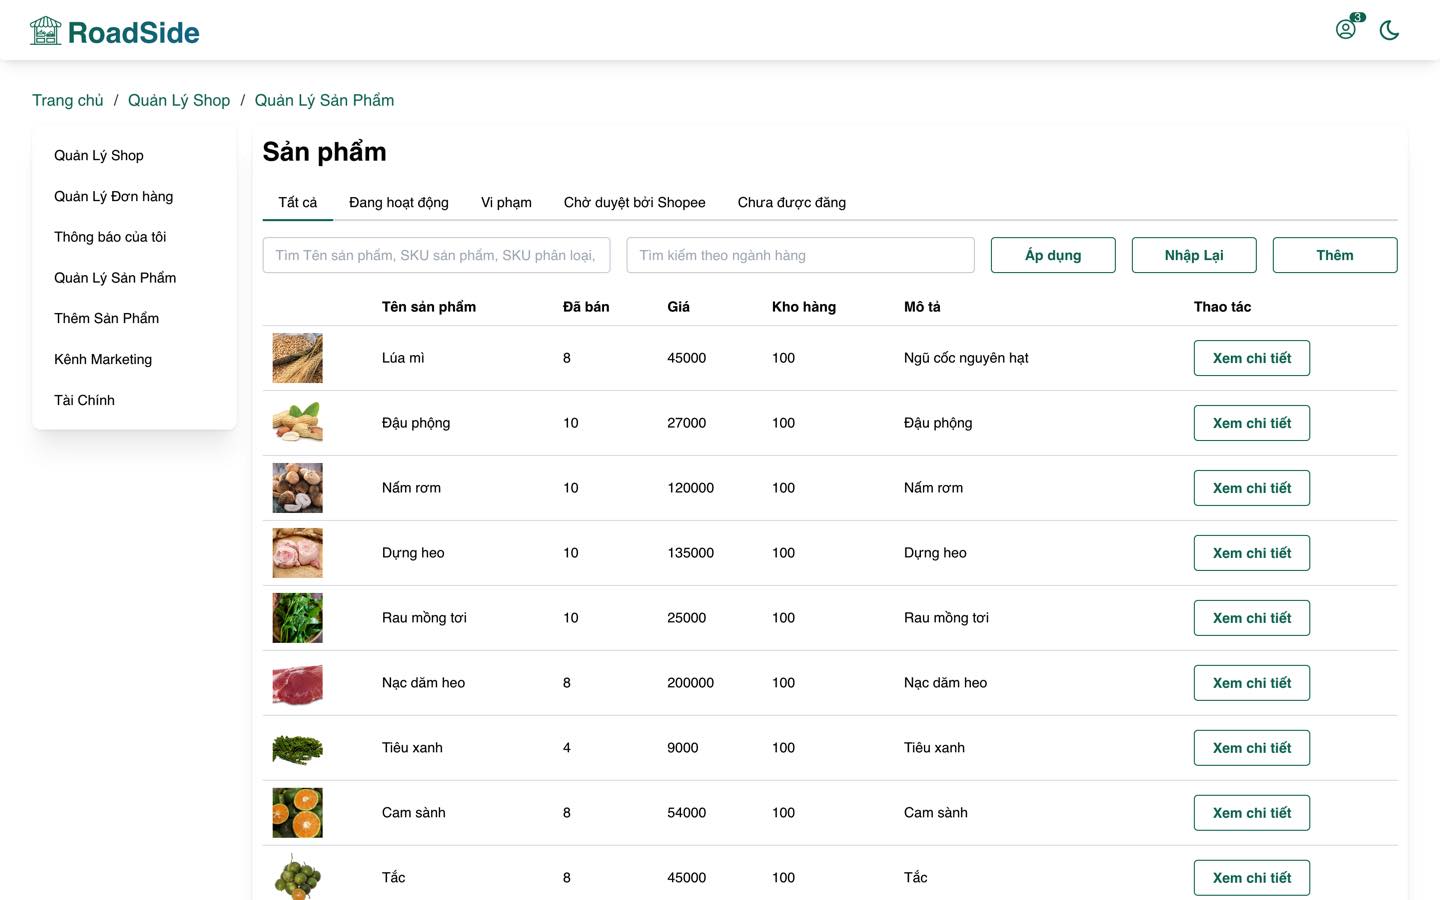 RoadSide
3
Trang chủ / Quản Lý Shop / Quản Lý Sản Phẩm
Quản Lý Shop
Quản Lý Đơn hàng
Thông báo của tôi
Quản Lý Sản Phẩm
Thêm Sản Phẩm
Kênh Marketing
Tài Chính
Sản phẩm
Tất cả Đang hoạt động Vi phạm Chờ duyệt bởi Shopee Chưa được đăng
Tìm Tên sản phẩm, SKU sản phẩm, SKU phân loại, Tìm kiếm theo ngành hàng Áp dụng Nhập Lại Thêm
Tên sản phẩm Đã bán Giá Kho hàng Mô tả Thao tác
Lúa mì 8 45000 100 Ngũ cốc nguyên hạt Xem chi tiết
Đậu phộng 10 27000 100 Đậu phộng Xem chi tiết
Nấm rơm 10 120000 100 Nấm rơm Xem chi tiết
Dựng heo 10 135000 100 Dựng heo Xem chi tiết
Rau mồng tơi 10 25000 100 Rau mồng tơi Xem chi tiết
Nạc dăm heo 8 200000 100 Nạc dăm heo Xem chi tiết
Tiêu xanh 4 9000 100 Tiêu xanh Xem chi tiết
Cam sành 8 54000 100 Cam sành Xem chi tiết
Tắc 8 45000 100 Tắc Xem chi tiết